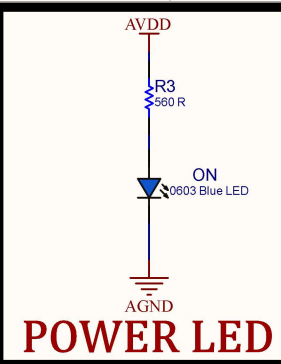 AVDD
R3
560 R
ON
0603 Blue LED
AGND
POWER LED